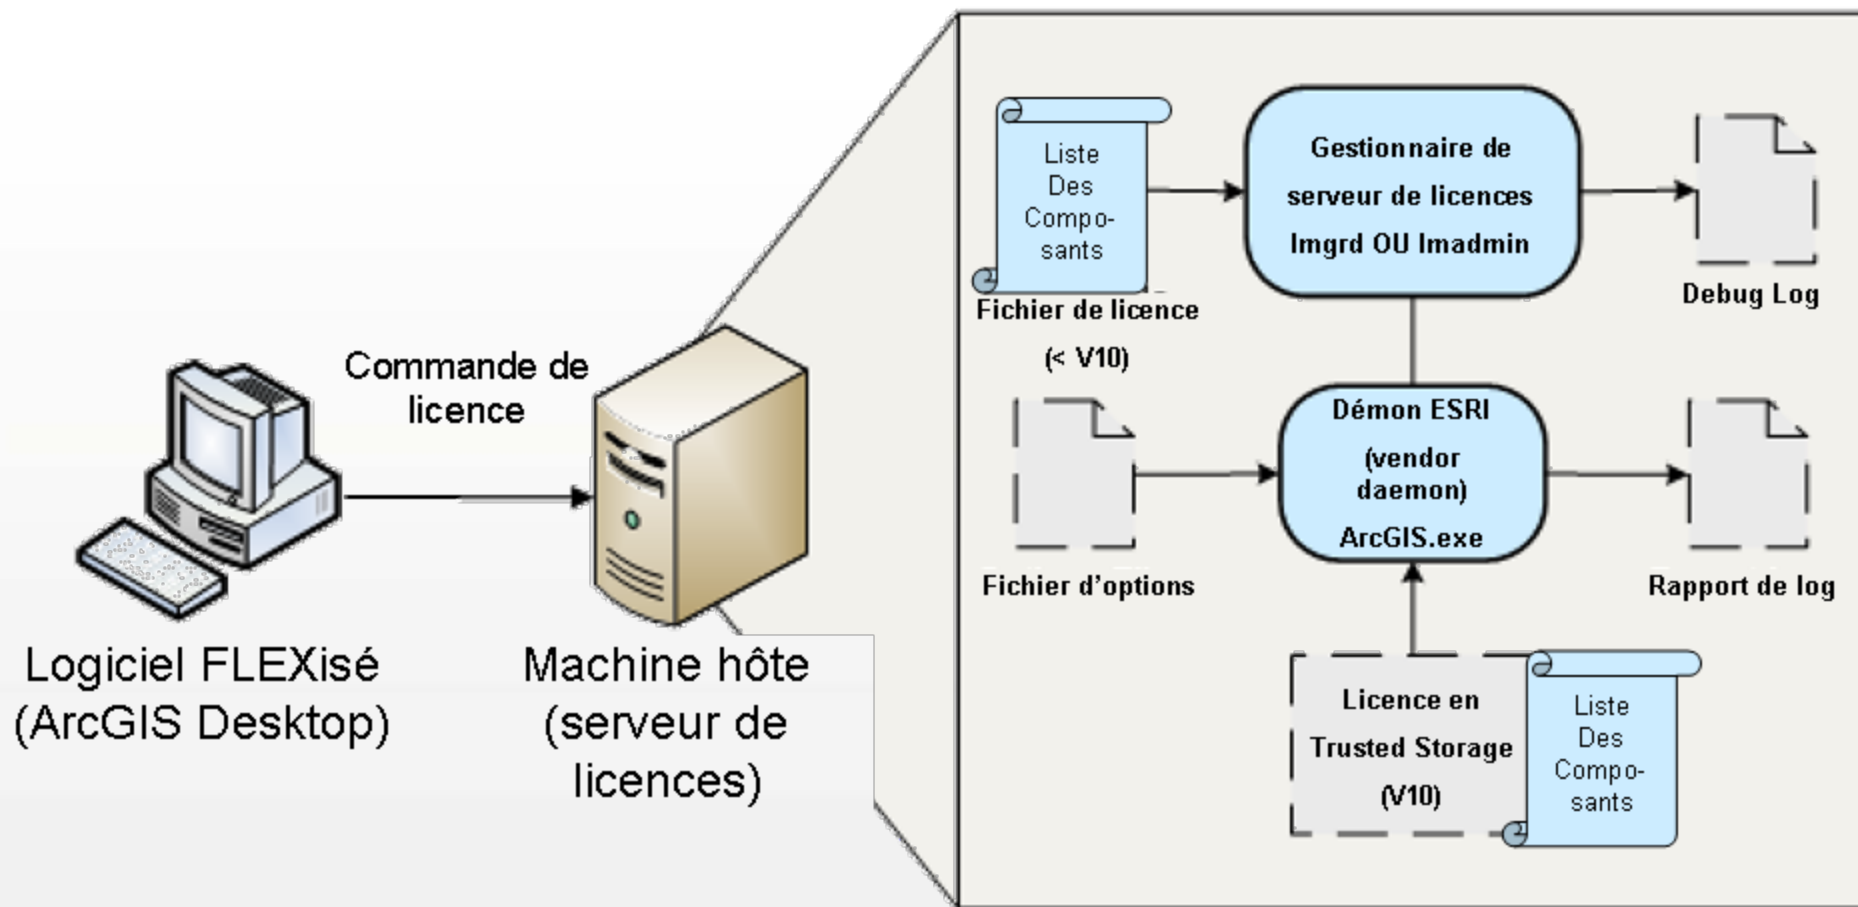 Commande de
licence
Logiciel FLEXisé
(ArcGIS Desktop)
Machine hôte
(serveur de
licences)
Liste
Des
Compo-
sants
Fichier de licence
(< V10)
Gestionnaire de
serveur de licences
lmgrd OU lmadmin
Debug Log
Fichier d'options
Démon ESRI
(vendor
daemon)
ArcGIS.exe
Rapport de log
Licence en
Trusted Storage
(V10)
Liste
Des
Compo-
sants